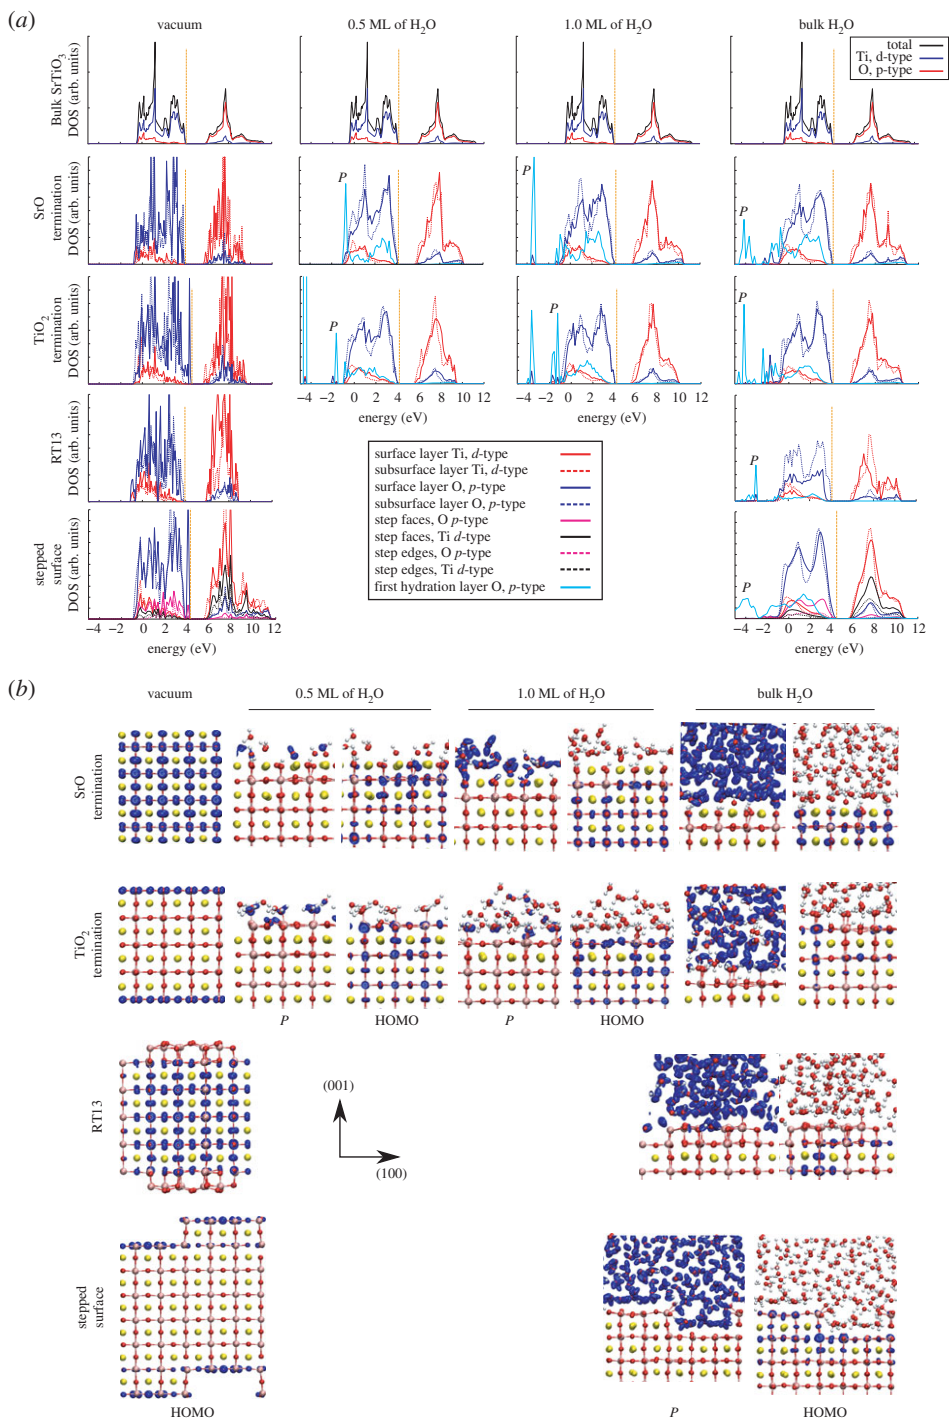 (a)
vacuum
0.5 ML of H2O
1.0 ML of H2O
bulk H2O
total
Ti, d-type
O, p-type
Bulk SrTiO3
DOS (arb. units)
SrO
termination
DOS (arb. units)
P
P
P
TiO2
termination
DOS (arb. units)
P
P
P
−4 −2 0 2 4 6 8 10 12
energy (eV)
−4 −2 0 2 4 6 8 10 12
energy (eV)
RT13
DOS (arb. units)
P
surface layer Ti, d-type
subsurface layer Ti, d-type
surface layer O, p-type
subsurface layer O, p-type
step faces, O p-type
step faces, Ti d-type
step edges, O p-type
step edges, Ti d-type
first hydration layer O, p-type
stepped
surface
DOS (arb. units)
P
−4 −2 0 2 4 6 8 10 12
energy (eV)
−4 −2 0 2 4 6 8 10 12
energy (eV)
(b)
vacuum
0.5 ML of H2O
1.0 ML of H2O
bulk H2O
SrO
termination
TiO2
termination
P
HOMO
P
HOMO
RT13
(001)
(100)
stepped
surface
HOMO
P
HOMO